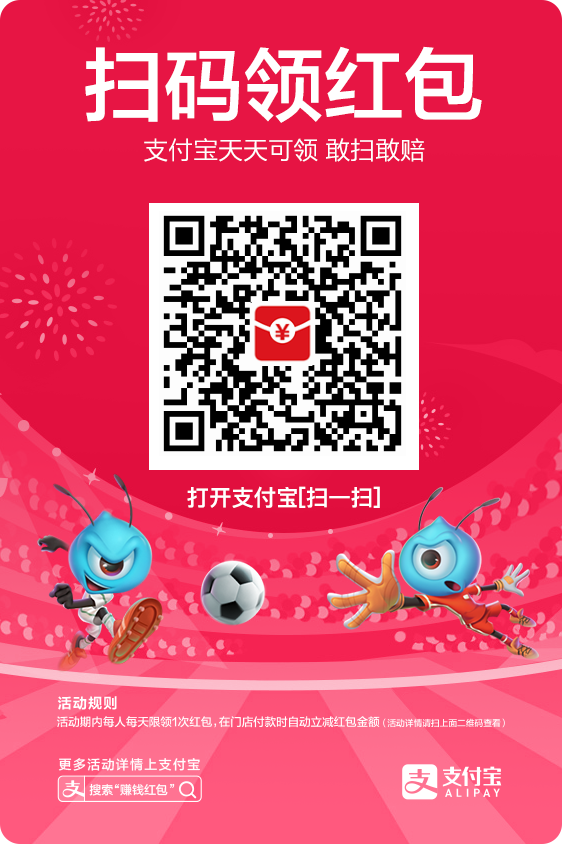 扫码领红包
支付宝天天可领 敢扫敢赔
¥
打开支付宝[扫一扫]
活动规则
活动期内每人每天限领1次红包，在门店付款时自动立减红包金额（活动详情请扫上面二维码查看）
更多活动详情上支付宝
支 搜索“赚钱红包”
支 支付宝
ALIPAY